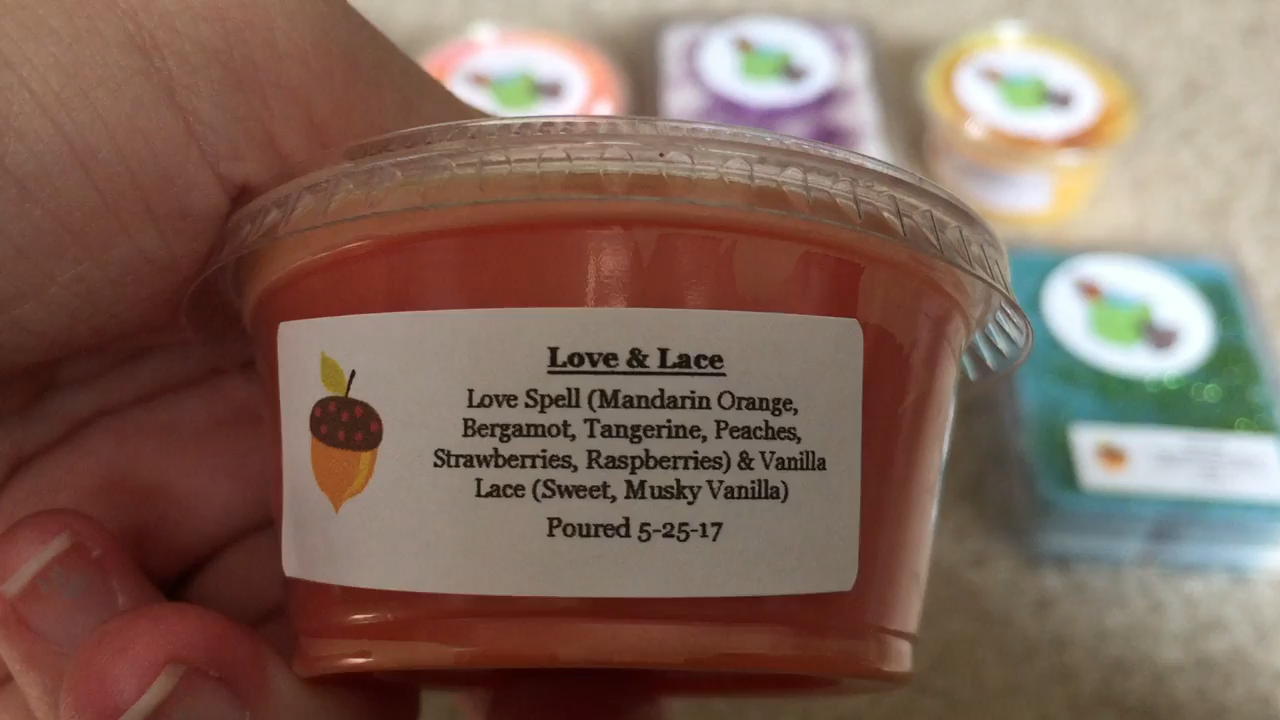 Love & Lace
Love Spell (Mandarin Orange,
Bergamot, Tangerine, Peaches,
Strawberries, Raspberries) & Vanilla
Lace (Sweet, Musky Vanilla)
Poured 5-25-17